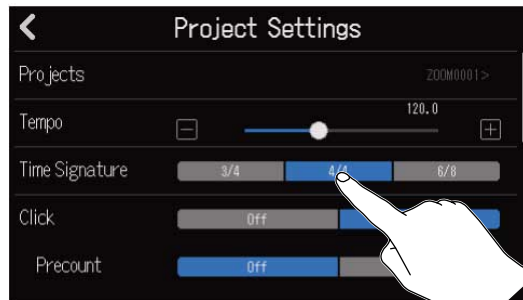 Project Settings
Projects ZOOM0001>
Tempo 120.0
Time Signature 3/4 4/4 6/8
Click Off
Precount Off